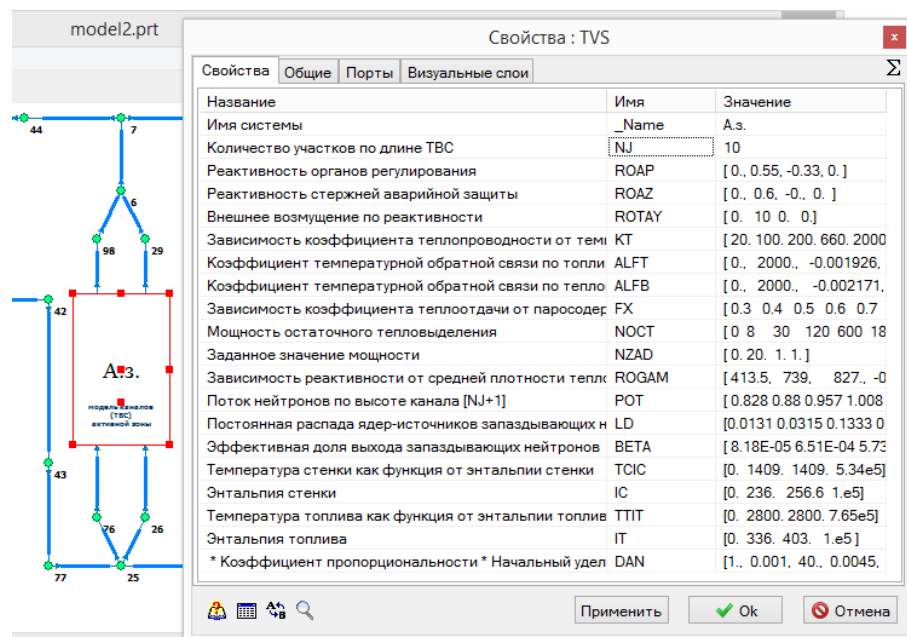 model2.prt
Свойства : TVS
x
Свойства Общие Порты Визуальные слои Σ
Название Имя Значение
Имя системы _Name А.з.
Количество участков по длине ТВС NJ 10
Реактивность органов регулирования ROAP [ 0., 0.55, -0.33, 0. ]
Реактивность стержней аварийной защиты ROAZ [ 0., 0.6, -0., 0. ]
Внешнее возмущение по реактивности ROTAY [ 0. 10 0. 0.]
Зависимость коэффициента теплопроводности от KT [ 20. 100. 200. 660. 2000
Коэффициент температурной обратной связи по топли ALFT [ 0., 2000., -0.001926,
Коэффициент температурной обратной связи по тепло ALFB [ 0., 2000., -0.002171,
Зависимость коэффициента теплоотдачи от паросодер FX [ 0.3 0.4 0.5 0.6 0.7
Мощность остаточного тепловыделения NOCT [ 0 8 30 120 600 18
Заданное значение мощности NZAD [ 0. 20. 1. 1. ]
Зависимость реактивности от средней плотности ROGAM [ 413.5, 739, 827., -0
Поток нейтронов по высоте канала [NJ+1] POT [ 0.828 0.88 0.957 1.008
Постоянная распада ядер-источников запаздывающих н LD [0.0131 0.0315 0.1333 0
Эффективная доля выхода запаздывающих нейтронов BETA [ 8.18E-05 6.51E-04 5.73
Температура стенки как функция от энтальпии стенки TCIC [0. 1409. 1409. 5.34e5]
Энтальпия стенки IC [0. 236. 256.6 1.e5]
Температура топлива как функция от энтальпии топлив TTIT [0. 2800. 2800. 7.65e5]
Энтальпия топлива IT [0. 336. 403. 1.e5 ]
* Коэффициент пропорциональности * Начальный удел DAN [1., 0.001, 40., 0.0045,
Применить Ok Отмена
44
7
6
98
29
42
А.з.
модель каналов
(ТВС)
активной зоны
43
76
26
77
25